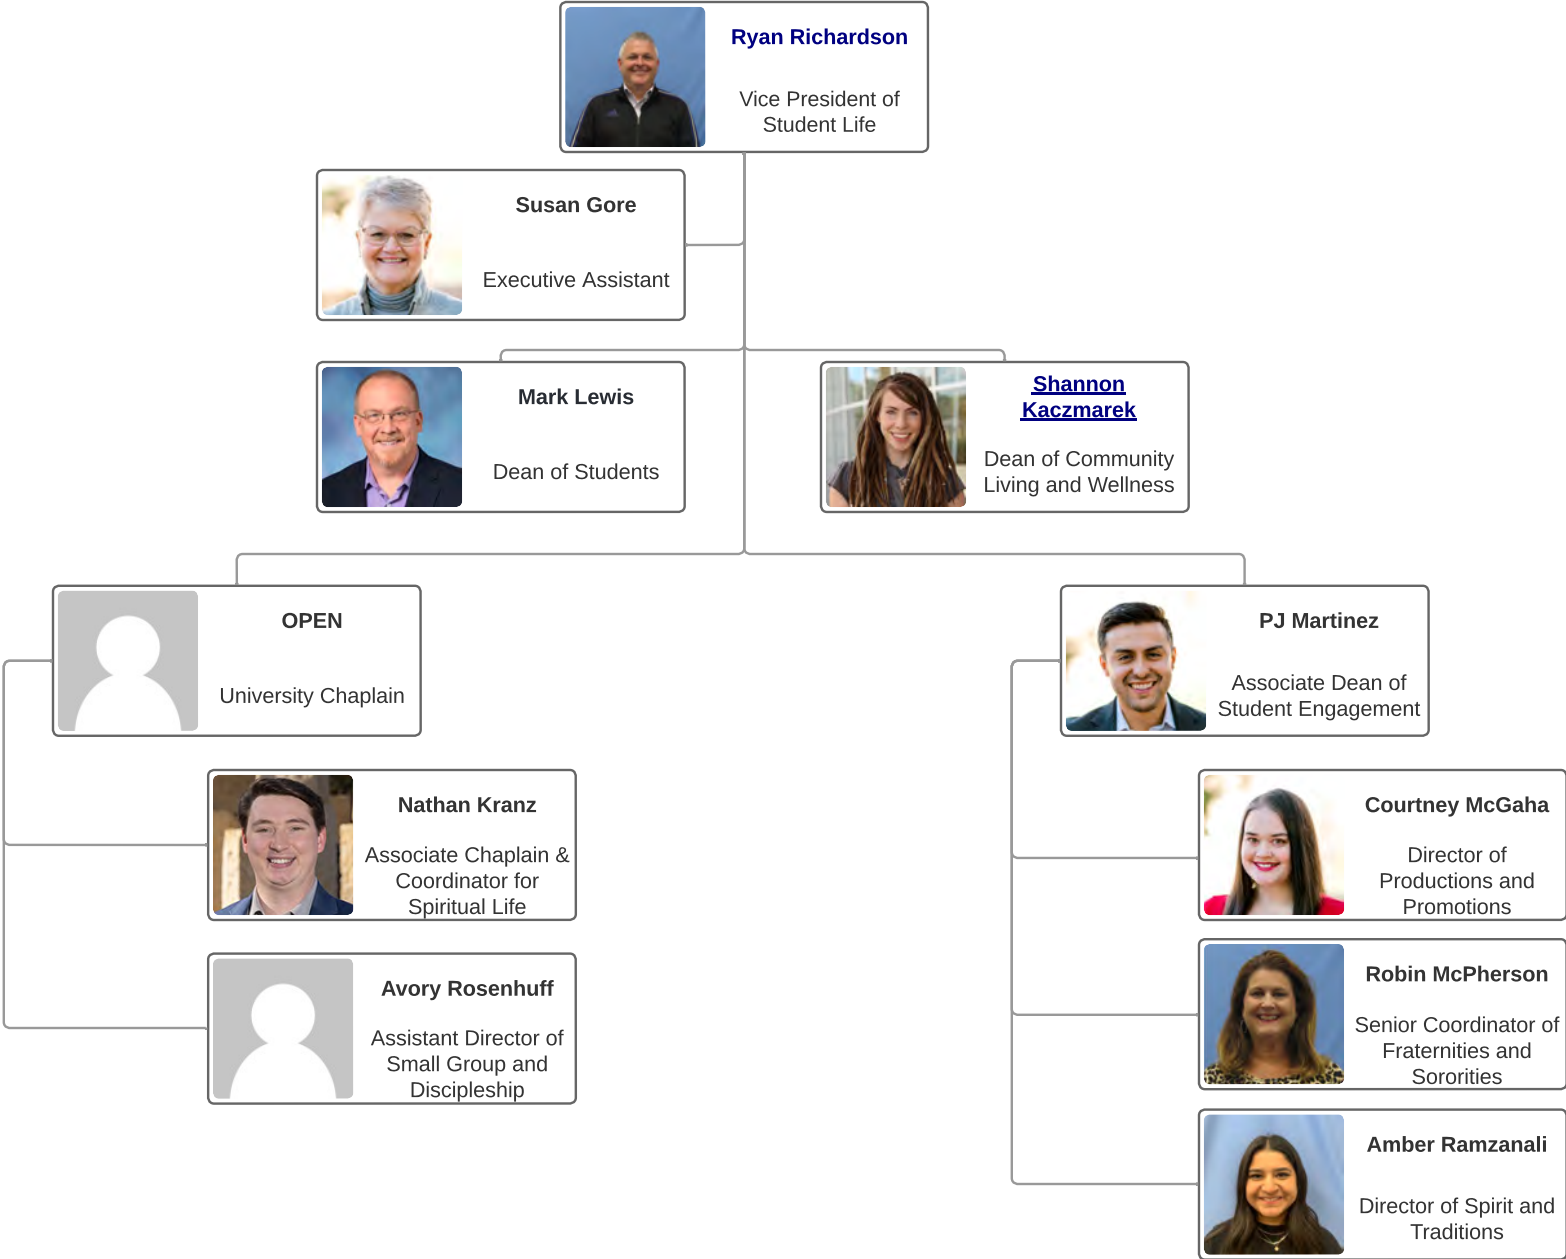 Ryan Richardson
Vice President of
Student Life
Susan Gore
Executive Assistant
Mark Lewis
Dean of Students
Shannon
Kaczmarek
Dean of Community
Living and Wellness
OPEN
University Chaplain
PJ Martinez
Associate Dean of
Student Engagement
Nathan Kranz
Associate Chaplain &
Coordinator for
Spiritual Life
Avory Rosenhuff
Assistant Director of
Small Group and
Discipleship
Courtney McGaha
Director of
Productions and
Promotions
Robin McPherson
Senior Coordinator of
Fraternities and
Sororities
Amber Ramzanali
Director of Spirit and
Traditions